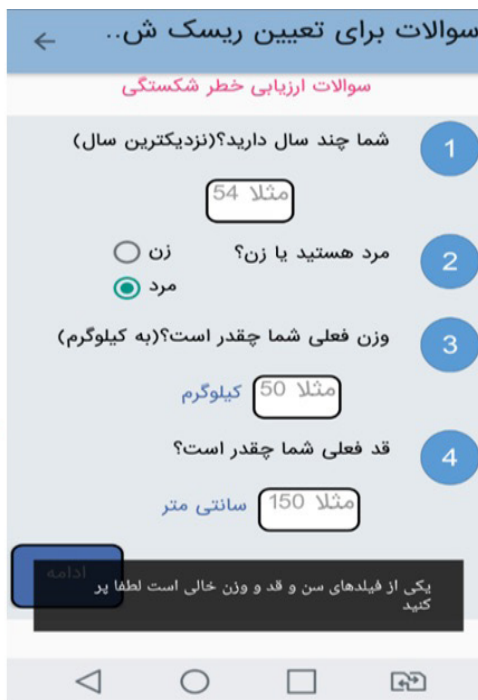 سوالات برای تعیین ریسک ش..
سوالات ارزیابی خطر شکستگی
1 شما چند سال دارید؟(نزدیکترین سال)
مثلا 54
2 مرد هستید یا زن؟ زن
مرد
3 وزن فعلی شما چقدر است؟(به کیلوگرم)
مثلا 50 کیلوگرم
4 قد فعلی شما چقدر است؟
مثلا 150 سانتی متر
ادامه
یکی از فیلدهای سن و قد و وزن خالی است لطفا پر
کنید